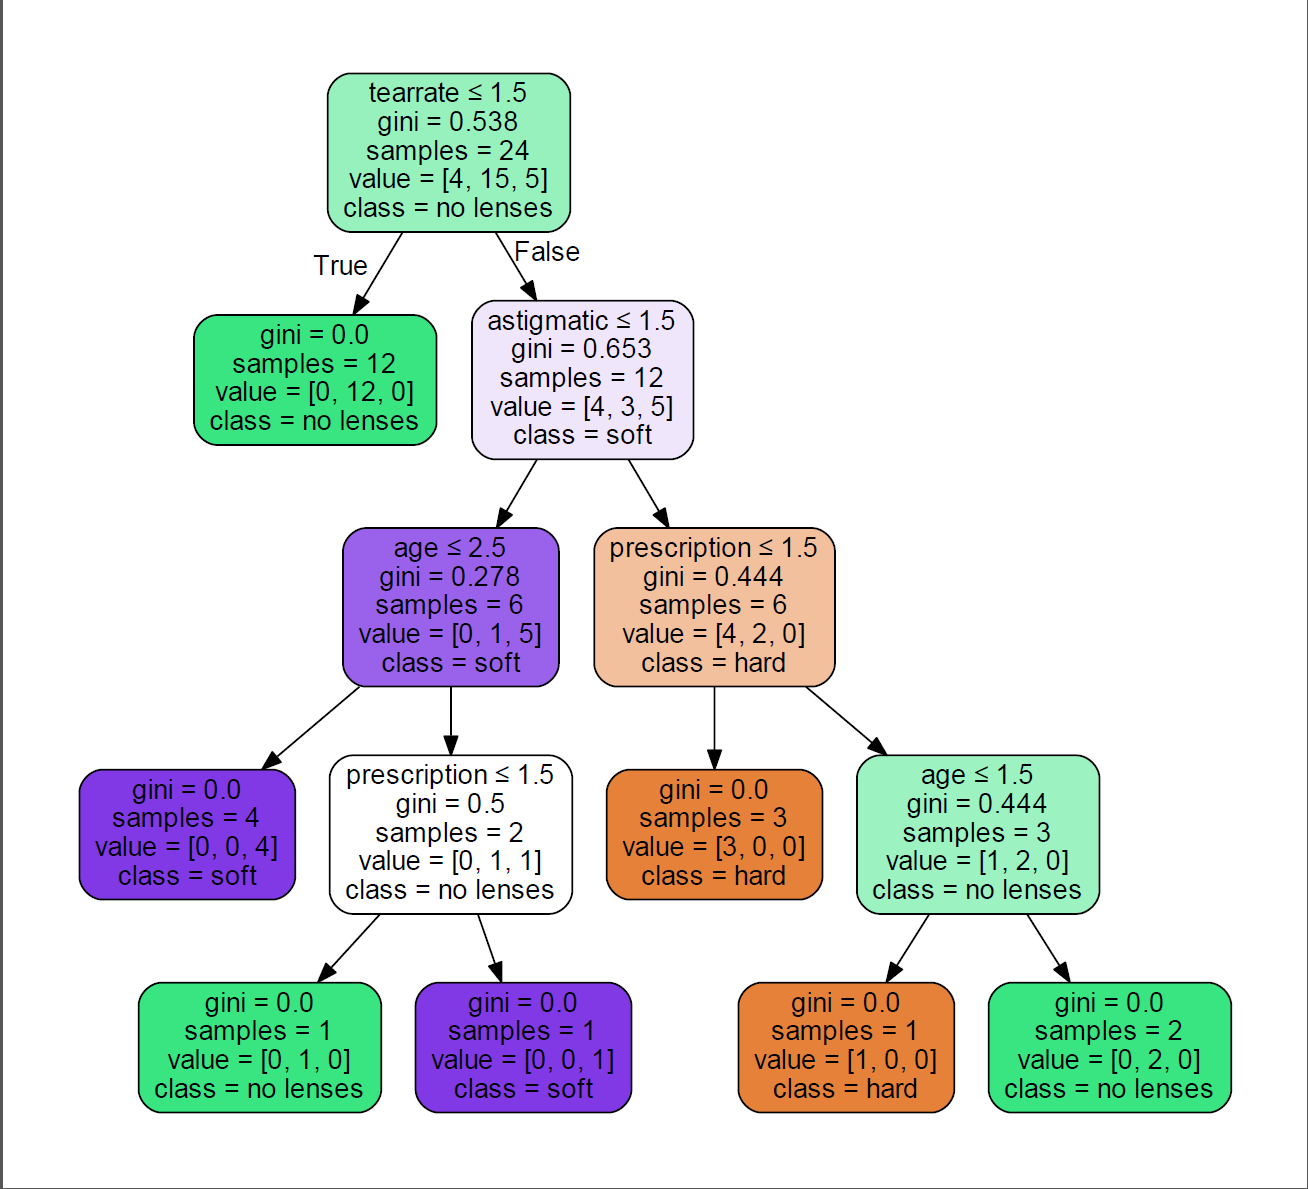 tearrate ≤ 1.5
gini = 0.538
samples = 24
value = [4, 15, 5]
class = no lenses
True
False
gini = 0.0
samples = 12
value = [0, 12, 0]
class = no lenses
astigmatic ≤ 1.5
gini = 0.653
samples = 12
value = [4, 3, 5]
class = soft
age ≤ 2.5
gini = 0.278
samples = 6
value = [0, 1, 5]
class = soft
prescription ≤ 1.5
gini = 0.444
samples = 6
value = [4, 2, 0]
class = hard
gini = 0.0
samples = 4
value = [0, 0, 4]
class = soft
prescription ≤ 1.5
gini = 0.5
samples = 2
value = [0, 1, 1]
class = no lenses
gini = 0.0
samples = 3
value = [3, 0, 0]
class = hard
age ≤ 1.5
gini = 0.444
samples = 3
value = [1, 2, 0]
class = no lenses
gini = 0.0
samples = 1
value = [0, 1, 0]
class = no lenses
gini = 0.0
samples = 1
value = [0, 0, 1]
class = soft
gini = 0.0
samples = 1
value = [1, 0, 0]
class = hard
gini = 0.0
samples = 2
value = [0, 2, 0]
class = no lenses